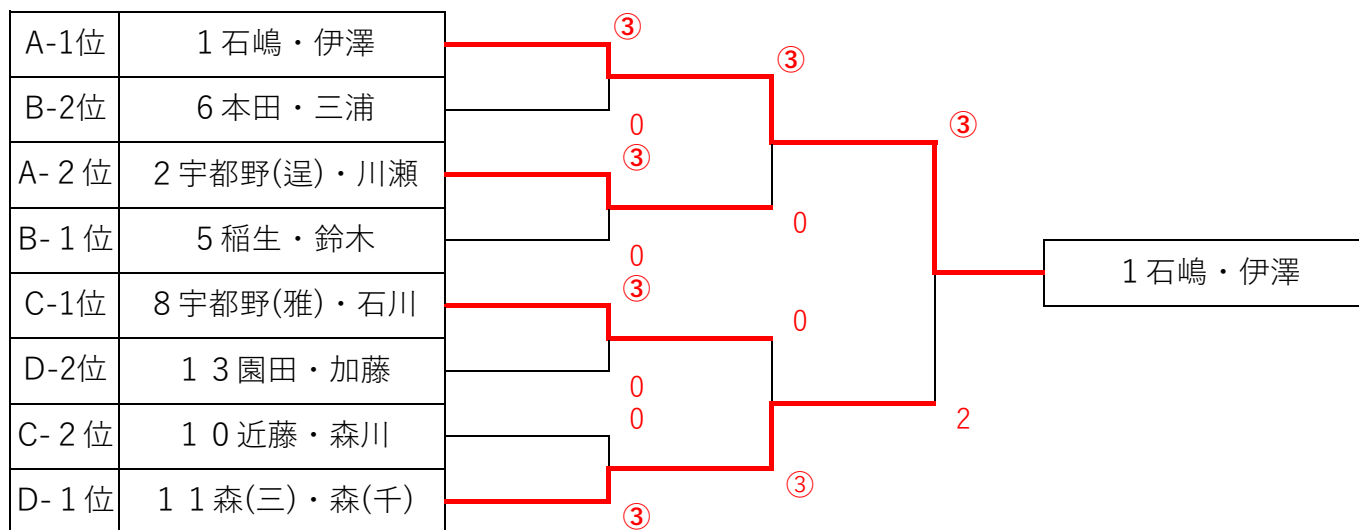 A-1位 1石嶋・伊澤
③
③
B-2位 6本田・三浦
0
③
A-２位 2宇都野(逞)・川瀬
③
0
B-１位 5稲生・鈴木
0
1石嶋・伊澤
C-1位 8宇都野(雅)・石川
③
0
D-2位 １３園田・加藤
0
2
C-２位 １０近藤・森川
0
③
D-１位 １１森(三)・森(千)
③